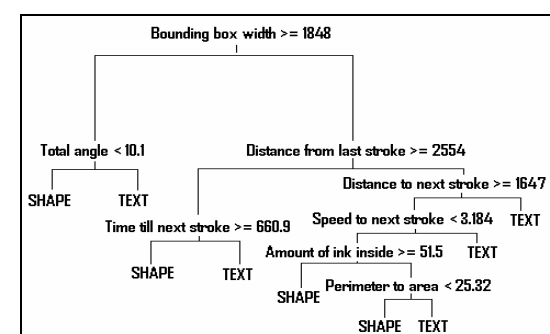 Bounding box width >= 1848
Total angle < 10.1
Distance from last stroke >= 2554
SHAPE
TEXT
Distance to next stroke >= 1647
Time till next stroke >= 660.9
Speed to next stroke < 3.184
TEXT
SHAPE
TEXT
Amount of ink inside >= 51.5
TEXT
SHAPE
Perimeter to area < 25.32
SHAPE
TEXT